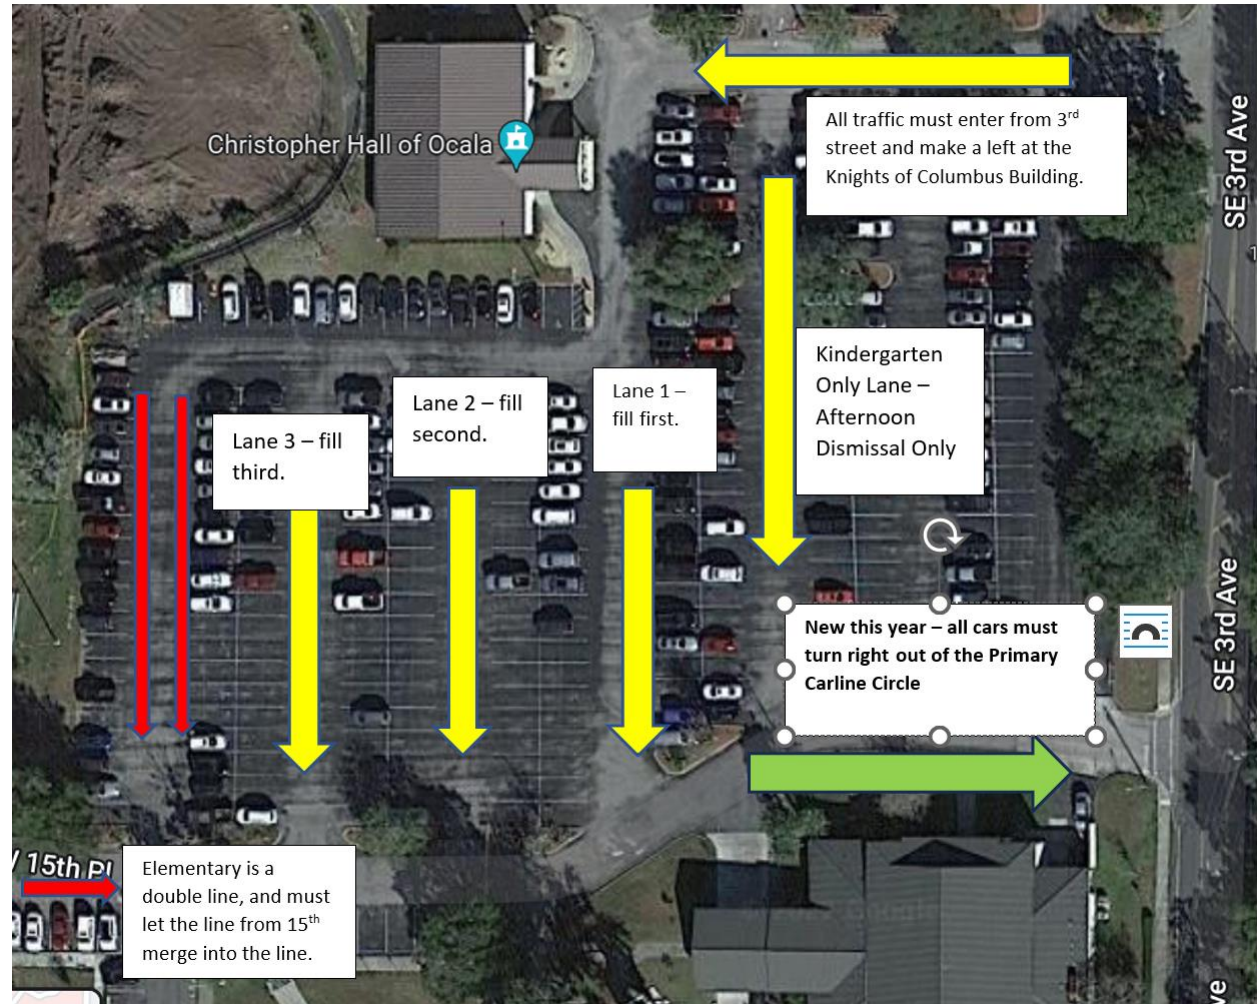 Christopher Hall of Ocala
All traffic must enter from 3rd
street and make a left at the
Knights of Columbus Building.
SE 3rd Ave
Kindergarten
Only Lane –
Afternoon
Dismissal Only
Lane 1 –
fill first.
Lane 2 – fill
second.
Lane 3 – fill
third.
New this year – all cars must
turn right out of the Primary
Carline Circle
SE 3rd Ave
15th Pl
Elementary is a
double line, and must
let the line from 15th
merge into the line.
ve